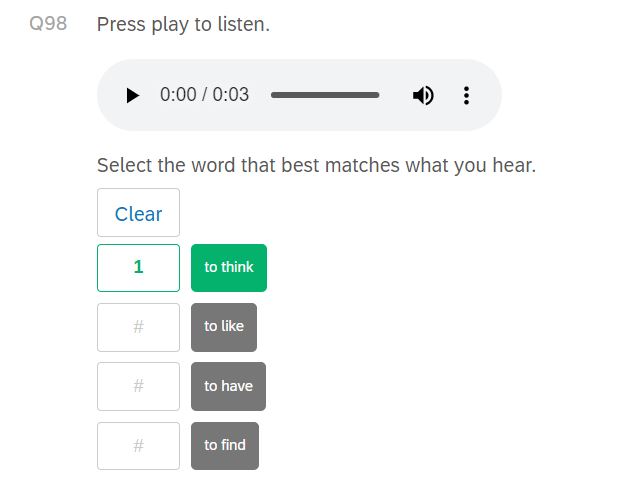 Q98 Press play to listen.
0:00 / 0:03
Select the word that best matches what you hear.
Clear
1 to think
# to like
# to have
# to find